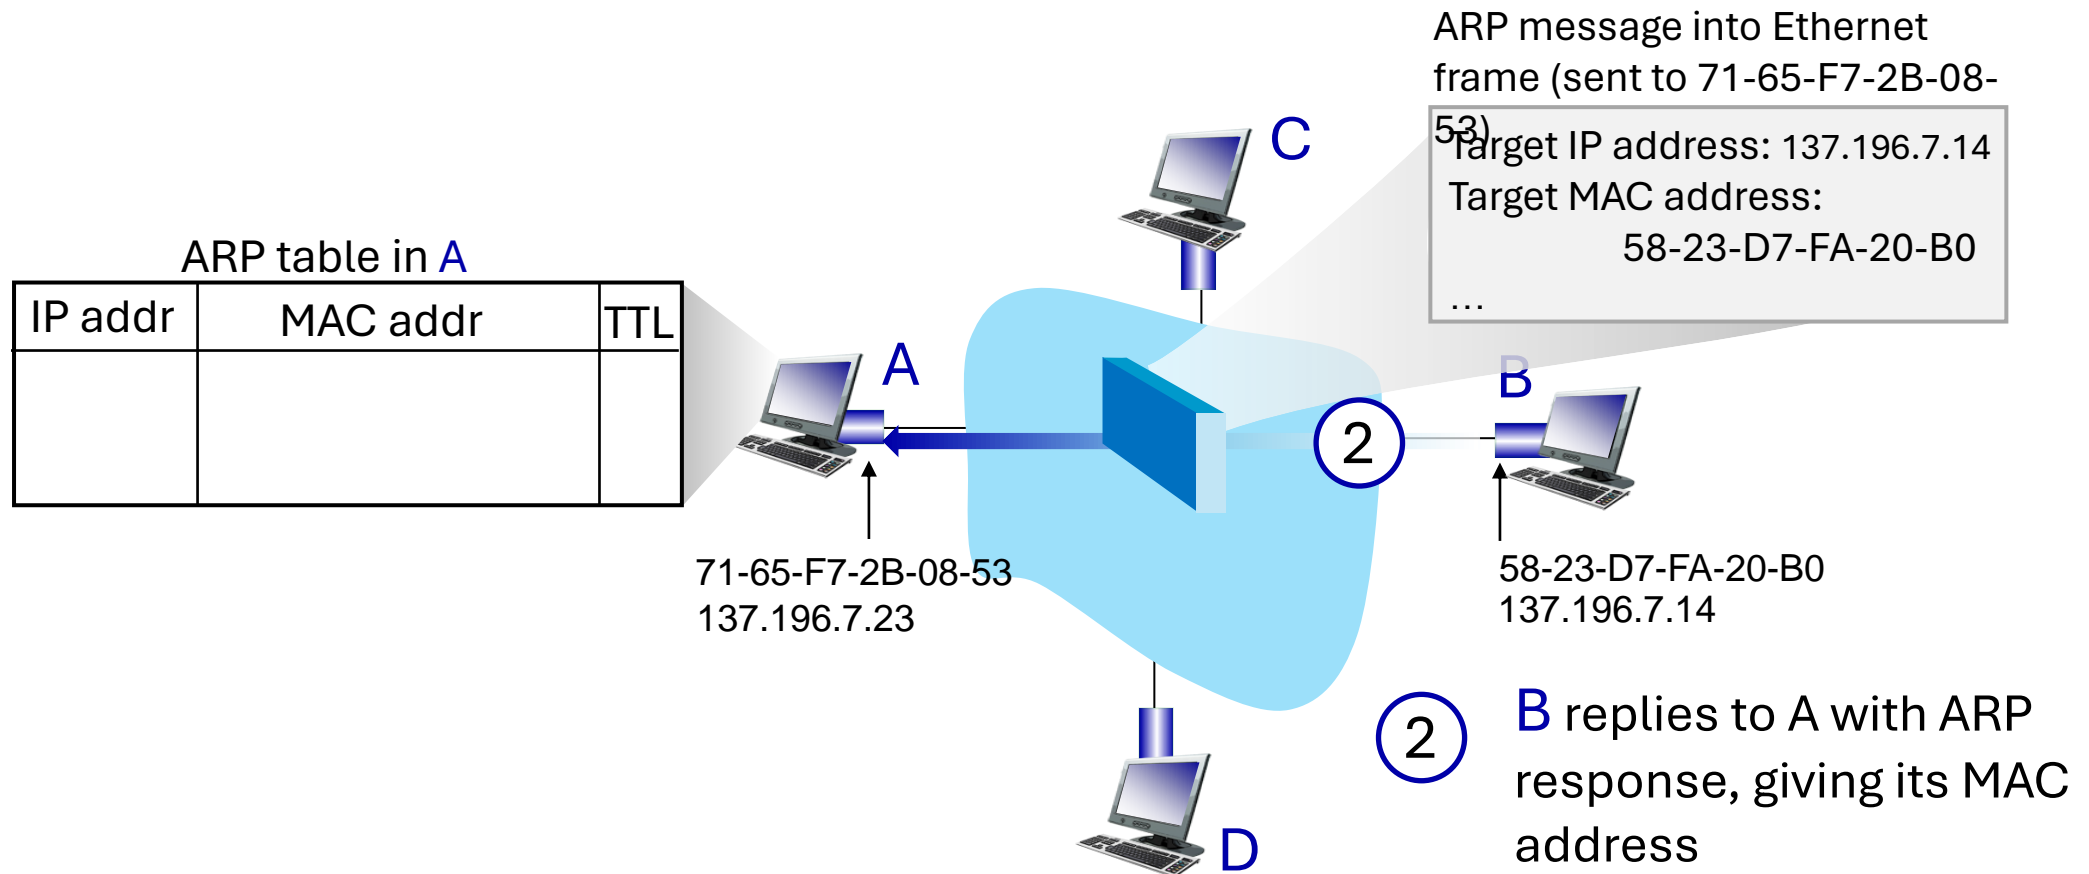 ARP message into Ethernet
frame (sent to 71-65-F7-2B-08-
53)
Target IP address: 137.196.7.14
Target MAC address:
58-23-D7-FA-20-B0
...
C
ARP table in A
IP addr MAC addr TTL
A
B
2
71-65-F7-2B-08-53
137.196.7.23
58-23-D7-FA-20-B0
137.196.7.14
2
B replies to A with ARP
response, giving its MAC
address
D